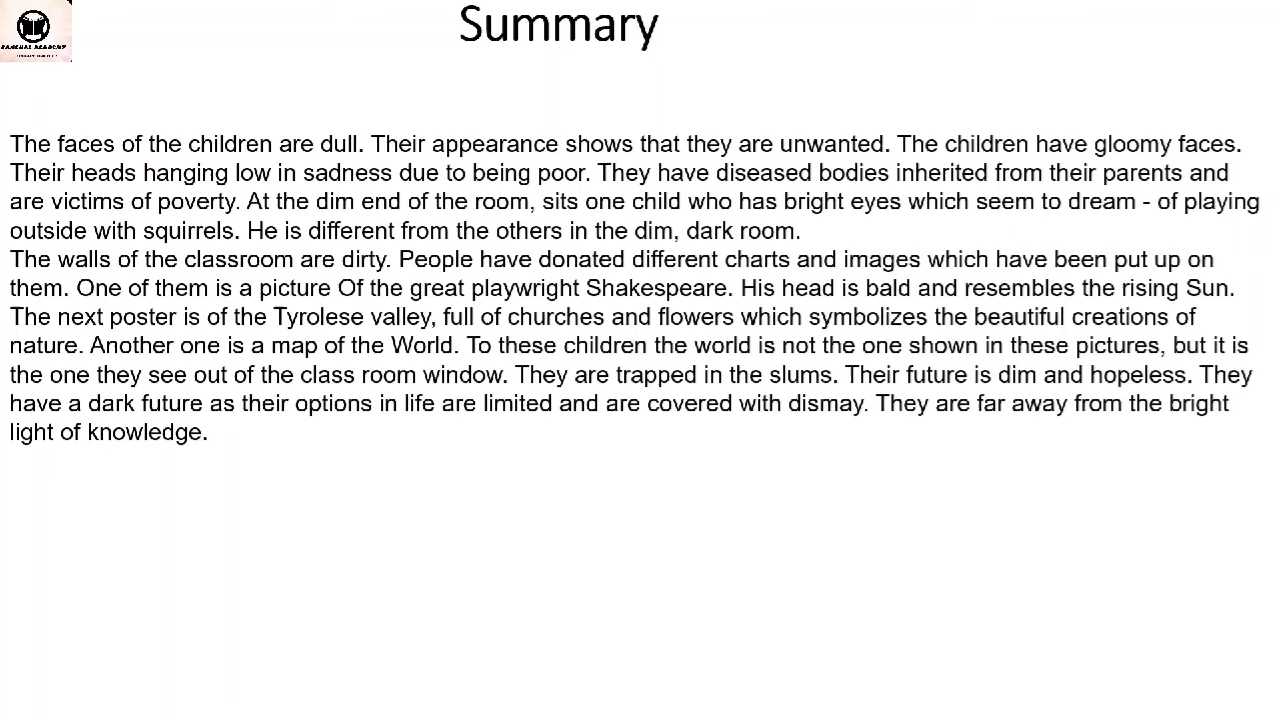 Summary
The faces of the children are dull. Their appearance shows that they are unwanted. The children have gloomy faces.
Their heads hanging low in sadness due to being poor. They have diseased bodies inherited from their parents and
are victims of poverty. At the dim end of the room, sits one child who has bright eyes which seem to dream - of playing
outside with squirrels. He is different from the others in the dim, dark room.
The walls of the classroom are dirty. People have donated different charts and images which have been put up on
them. One of them is a picture Of the great playwright Shakespeare. His head is bald and resembles the rising Sun.
The next poster is of the Tyrolese valley, full of churches and flowers which symbolizes the beautiful creations of
nature. Another one is a map of the World. To these children the world is not the one shown in these pictures, but it is
the one they see out of the class room window. They are trapped in the slums. Their future is dim and hopeless. They
have a dark future as their options in life are limited and are covered with dismay. They are far away from the bright
light of knowledge.